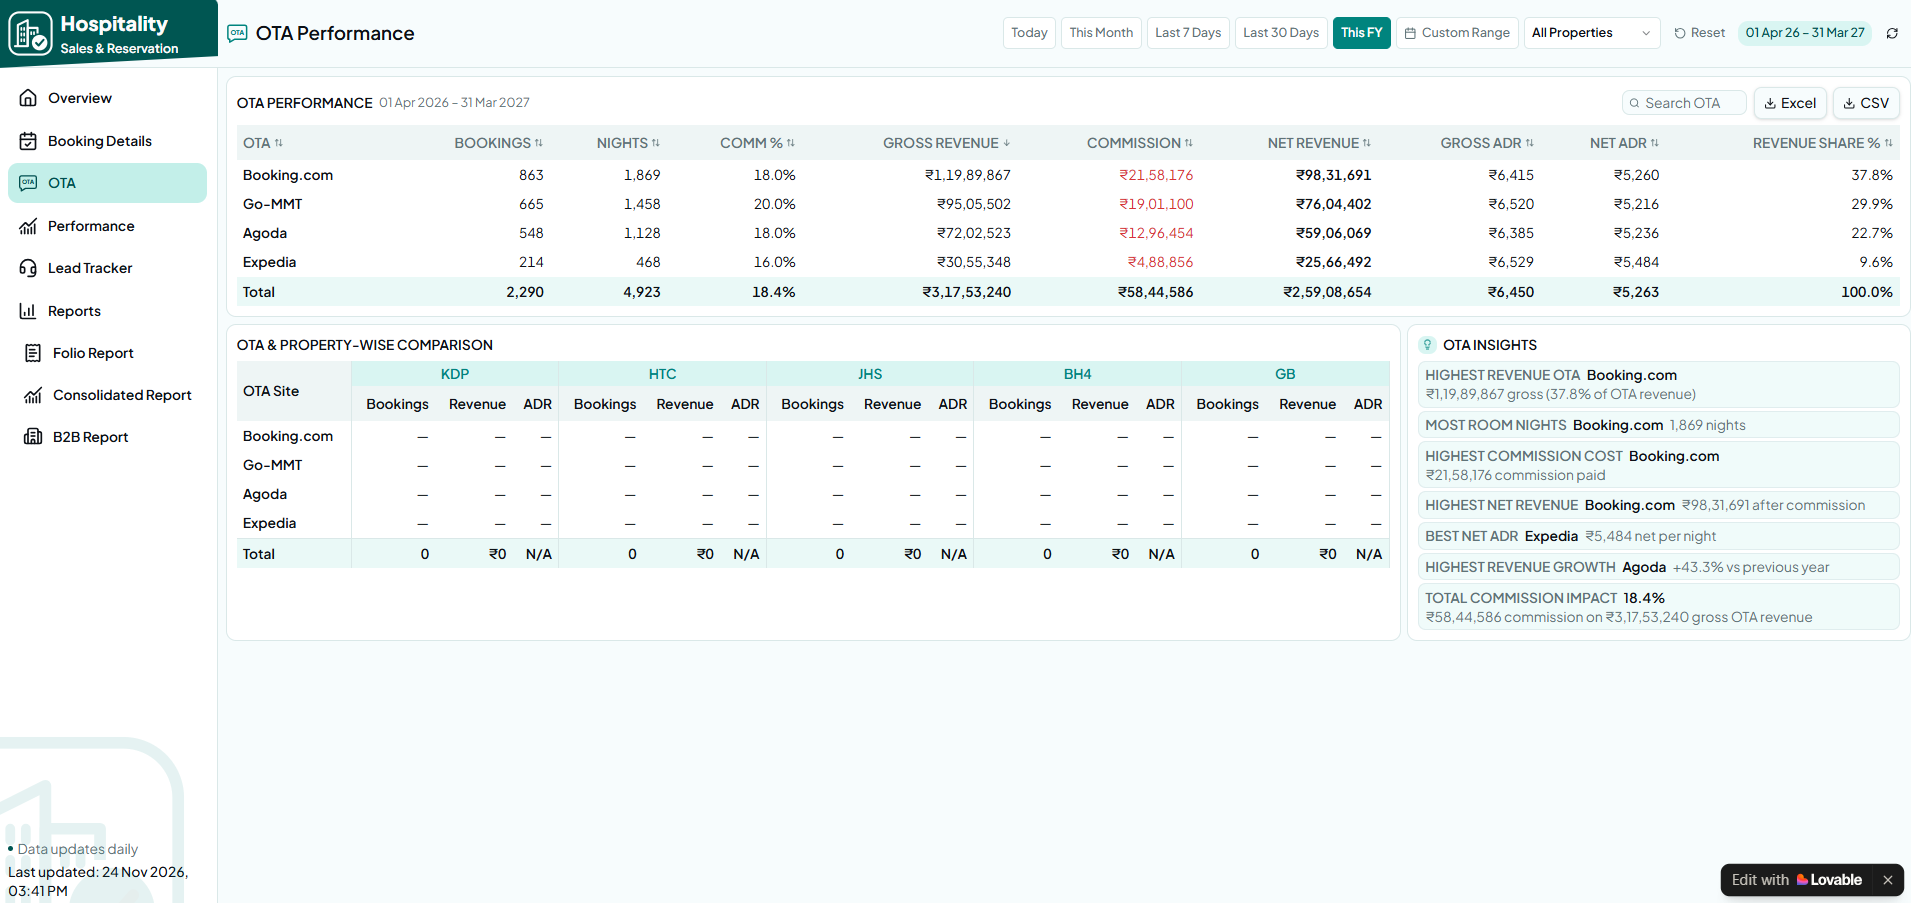 Hospitality
Sales & Reservation
OTA OTA Performance
Today This Month Last 7 Days Last 30 Days This FY Custom Range All Properties Reset 01 Apr 26 – 31 Mar 27
Overview
Booking Details
OTA OTA
Performance
Lead Tracker
Reports
Folio Report
Consolidated Report
B2B Report
• Data updates daily
Last updated: 24 Nov 2026,
03:41 PM
OTA PERFORMANCE 01 Apr 2026 – 31 Mar 2027
Search OTA Excel CSV
OTA BOOKINGS NIGHTS COMM % GROSS REVENUE COMMISSION NET REVENUE GROSS ADR NET ADR REVENUE SHARE %
Booking.com 863 1,869 18.0% ₹1,19,89,867 ₹21,58,176 ₹98,31,691 ₹6,415 ₹5,260 37.8%
Go-MMT 665 1,458 20.0% ₹95,05,502 ₹19,01,100 ₹76,04,402 ₹6,520 ₹5,216 29.9%
Agoda 548 1,128 18.0% ₹72,02,523 ₹12,96,454 ₹59,06,069 ₹6,385 ₹5,236 22.7%
Expedia 214 468 16.0% ₹30,55,348 ₹4,88,856 ₹25,66,492 ₹6,529 ₹5,484 9.6%
Total 2,290 4,923 18.4% ₹3,17,53,240 ₹58,44,586 ₹2,59,08,654 ₹6,450 ₹5,263 100.0%
OTA & PROPERTY-WISE COMPARISON
KDP HTC JHS BH4 GB
OTA Site
Bookings Revenue ADR Bookings Revenue ADR Bookings Revenue ADR Bookings Revenue ADR Bookings Revenue ADR
Booking.com — — — — — — — — — — — — — — —
Go-MMT — — — — — — — — — — — — — — —
Agoda — — — — — — — — — — — — — — —
Expedia — — — — — — — — — — — — — — —
Total 0 ₹0 N/A 0 ₹0 N/A 0 ₹0 N/A 0 ₹0 N/A 0 ₹0 N/A
OTA INSIGHTS
HIGHEST REVENUE OTA Booking.com
₹1,19,89,867 gross (37.8% of OTA revenue)
MOST ROOM NIGHTS Booking.com 1,869 nights
HIGHEST COMMISSION COST Booking.com
₹21,58,176 commission paid
HIGHEST NET REVENUE Booking.com ₹98,31,691 after commission
BEST NET ADR Expedia ₹5,484 net per night
HIGHEST REVENUE GROWTH Agoda +43.3% vs previous year
TOTAL COMMISSION IMPACT 18.4%
₹58,44,586 commission on ₹3,17,53,240 gross OTA revenue
Edit with Lovable